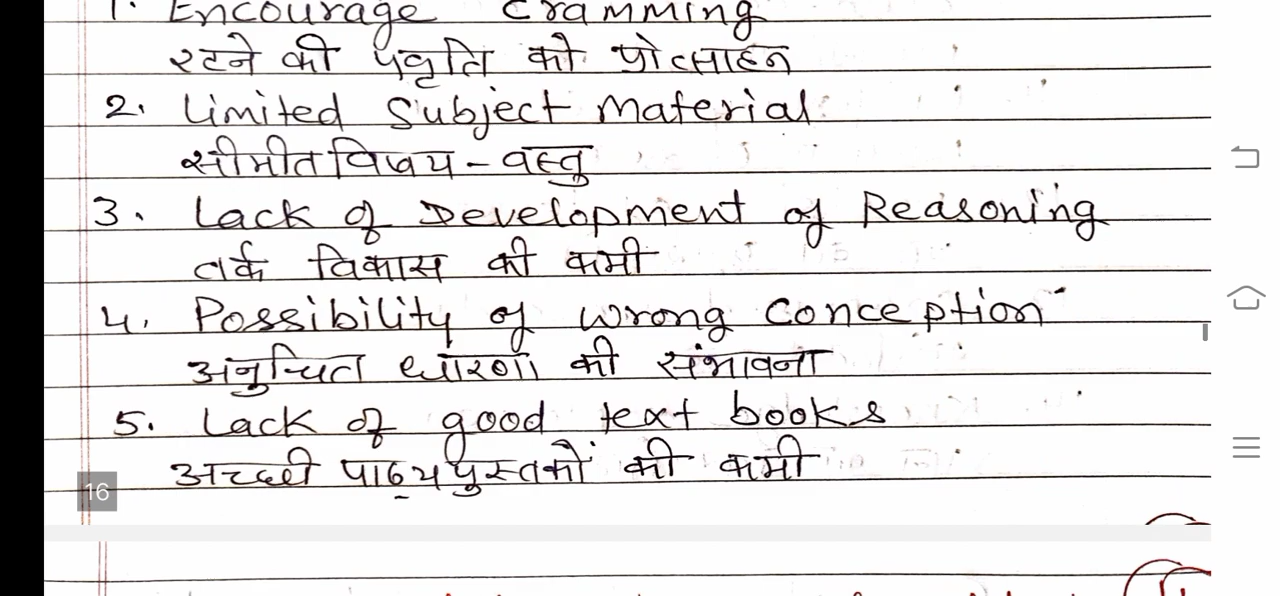 1. Encourage Cramming
रटने की प्रवृति को प्रोत्साहन
2. Limited Subject Material
सीमीत विषय - वस्तु
3. Lack of Development of Reasoning
तर्क विकास की कमी
4. Possibility of Wrong Conception
अनुचित धारणा की संभावना
5. Lack of good text books
अच्छी पाठ्य पुस्तकों की कमी
16